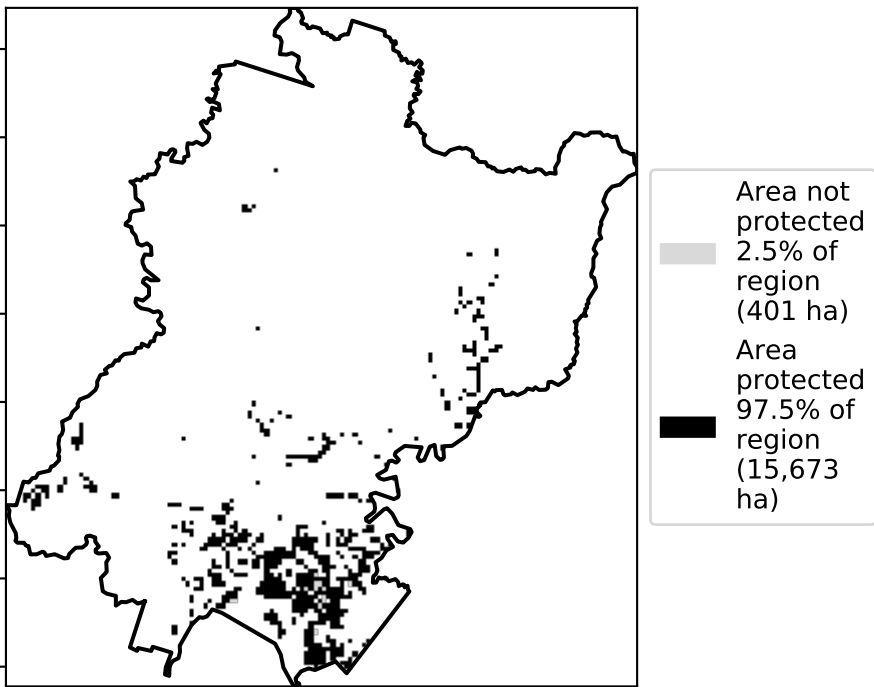 Area not
protected
2.5% of
region
(401 ha)
Area
protected
97.5% of
region
(15,673
ha)